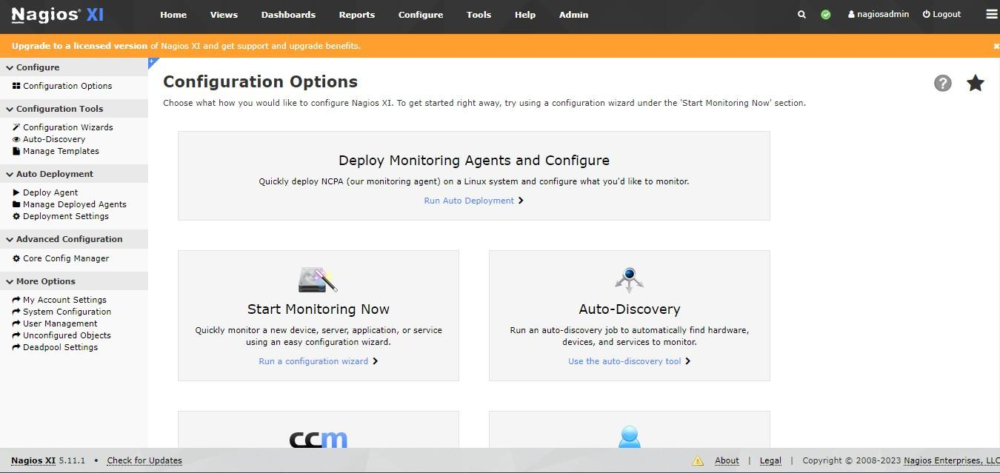 Nagios® XI
Home Views Dashboards Reports Configure Tools Help Admin
nagiosadmin Logout
Upgrade to a licensed version of Nagios XI and get support and upgrade benefits.
Configure
Configuration Options
Configuration Tools
Configuration Wizards
Auto-Discovery
Manage Templates
Auto Deployment
Deploy Agent
Manage Deployed Agents
Deployment Settings
Advanced Configuration
Core Config Manager
More Options
My Account Settings
System Configuration
User Management
Unconfigured Objects
Deadpool Settings
Configuration Options
Choose what how you would like to configure Nagios XI. To get started right away, try using a configuration wizard under the 'Start Monitoring Now' section.
Deploy Monitoring Agents and Configure
Quickly deploy NCPA (our monitoring agent) on a Linux system and configure what you'd like to monitor.
Run Auto Deployment
Start Monitoring Now
Quickly monitor a new device, server, application, or service
using an easy configuration wizard.
Run a configuration wizard
Auto-Discovery
Run an auto-discovery job to automatically find hardware,
devices, and services to monitor.
Use the auto-discovery tool
ccm
Nagios XI 5.11.1 • Check for Updates
About | Legal | Copyright © 2008-2023 Nagios Enterprises, LLC